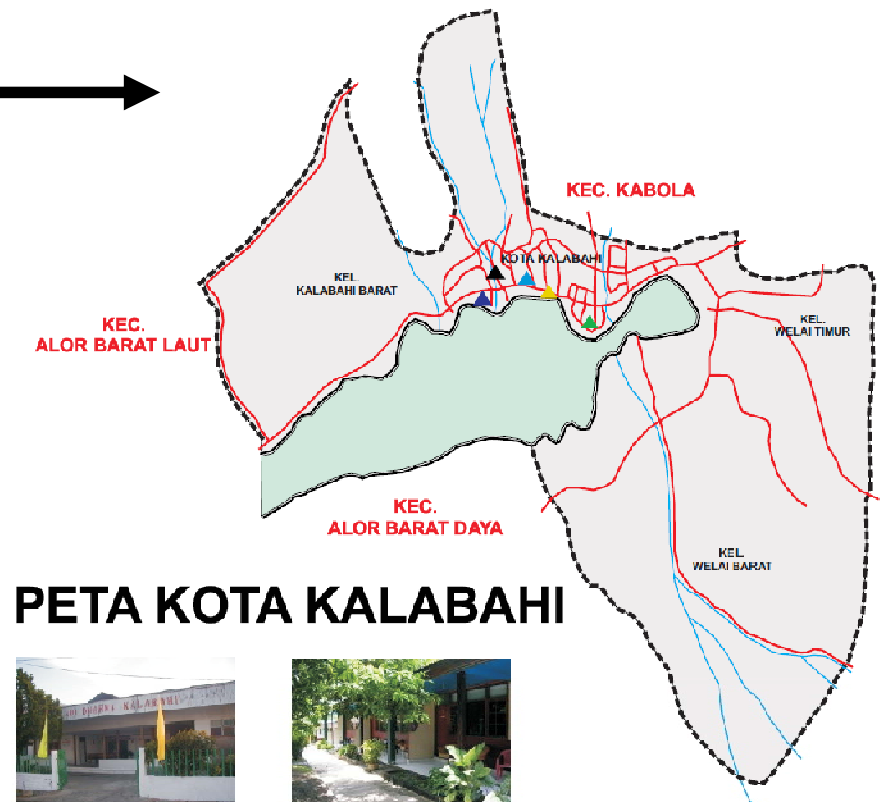 KEC. KABOLA
KOTA KALABAHI
KEL.
KALABAHI BARAT
KEC.
ALOR BARAT LAUT
KEL.
WELAI TIMUR
KEC.
ALOR BARAT DAYA
KEL.
WELAI BARAT
PETA KOTA KALABAHI
KALABAHI